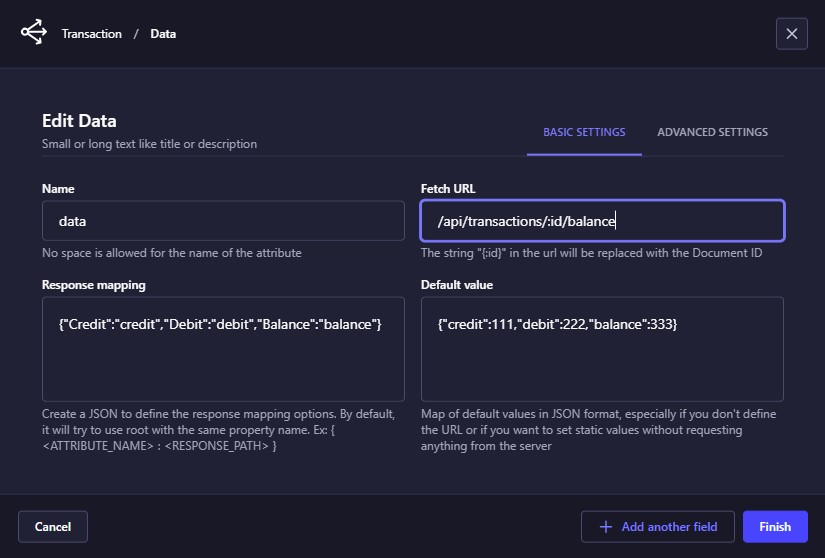 Transaction / Data
Edit Data
Small or long text like title or description
BASIC SETTINGS
ADVANCED SETTINGS
Name
data
No space is allowed for the name of the attribute
Fetch URL
/api/transactions/:id/balance
The string "{:id}" in the url will be replaced with the Document ID
Response mapping
{"Credit":"credit","Debit":"debit","Balance":"balance"}
Create a JSON to define the response mapping options. By default,
it will try to use root with the same property name. Ex: {
<ATTRIBUTE_NAME> : <RESPONSE_PATH> }
Default value
{"credit":111,"debit":222,"balance":333}
Map of default values in JSON format, especially if you don't define
the URL or if you want to set static values without requesting
anything from the server
Cancel
Add another field
Finish